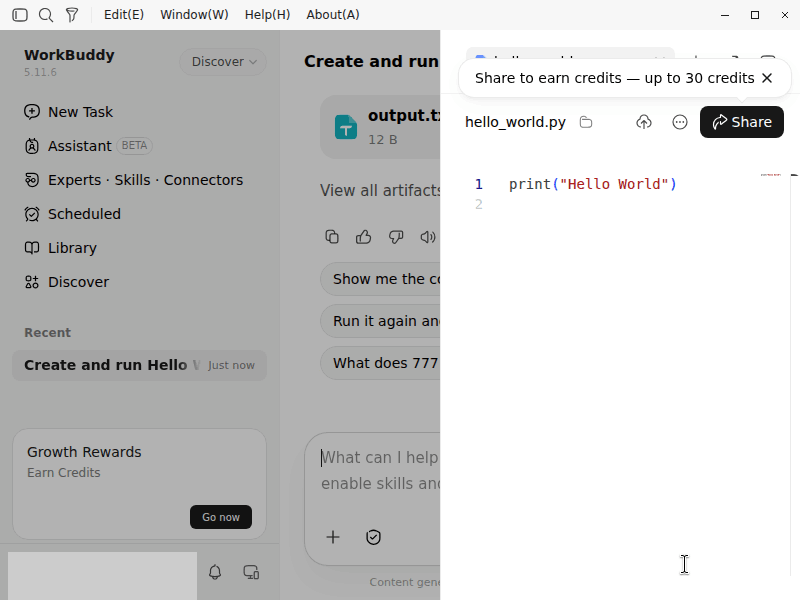 Edit(E) Window(W) Help(H) About(A)
WorkBuddy
5.11.6
Discover
New Task
Assistant BETA
Experts · Skills · Connectors
Scheduled
Library
Discover
Recent
Create and run Hello Just now
Growth Rewards
Earn Credits
Go now
Create and run
output.tx
12 B
View all artifacts
Show me the co
Run it again an
What does 777
What can I help
enable skills and
Content gene
Share to earn credits — up to 30 credits
hello_world.py
Share
1 print("Hello World")
2